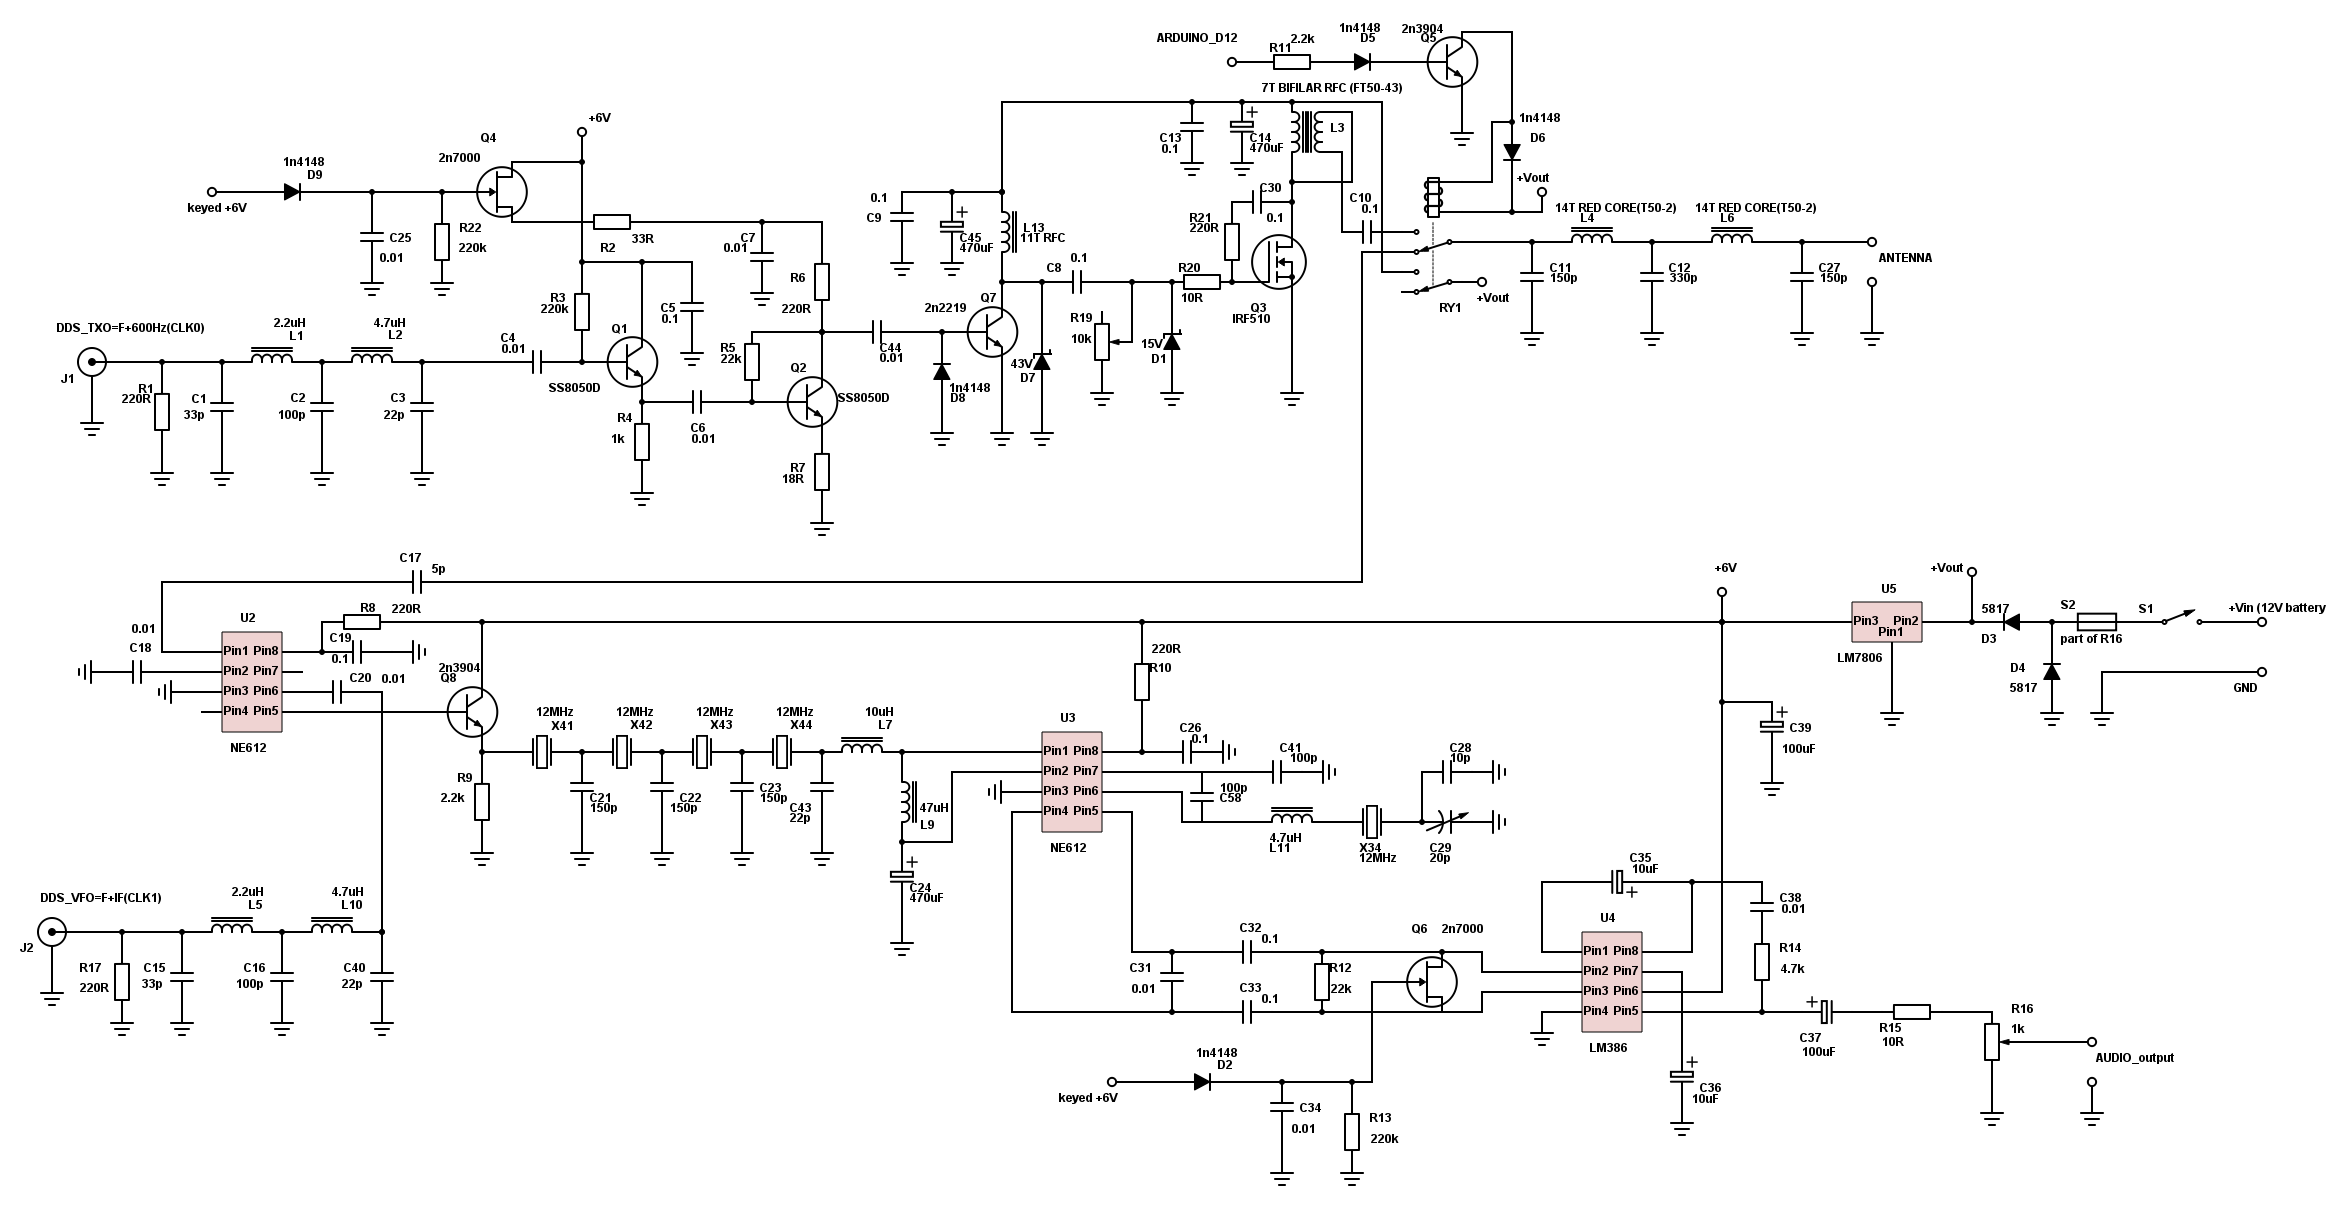 1n4148
D5
2n3904
Q5
ARDUINO_D12
R11
2.2k
7T BIFILAR RFC (FT50-43)
+6V
Q4
2n7000
1n4148
D9
keyed +6V
C25
0.01
R22
220k
R2
33R
C7
0.01
R6
220R
0.1
C9
C45
470uF
L13
11T RFC
C13
0.1
C14
470uF
L3
1n4148
D6
+Vout
C30
0.1
R21
220R
C10
0.1
14T RED CORE(T50-2)
L4
14T RED CORE(T50-2)
L6
ANTENNA
C11
150p
C12
330p
C27
150p
+Vout
RY1
C8
0.1
R20
10R
Q3
IRF510
R19
10k
15V
D1
2n2219
Q7
43V
D7
1n4148
D8
C44
0.01
R3
220k
C5
0.1
Q1
SS8050D
R5
22k
Q2
SS8050D
R4
1k
C6
0.01
R7
18R
DDS_TXO=F+600Hz(CLK0)
J1
R1
220R
C1
33p
2.2uH
L1
C2
100p
4.7uH
L2
C3
22p
C4
0.01
C17
5p
U2
R8
220R
0.01
C18
C19
0.1
C20
0.01
Pin1 Pin8
Pin2 Pin7
Pin3 Pin6
Pin4 Pin5
NE612
2n3904
Q8
R9
2.2k
12MHz
X41
12MHz
X42
12MHz
X43
12MHz
X44
10uH
L7
C21
150p
C22
150p
C23
150p
C43
22p
47uH
L9
C24
470uF
U3
Pin1 Pin8
Pin2 Pin7
Pin3 Pin6
Pin4 Pin5
NE612
220R
R10
C26
0.1
C41
100p
100p
C58
4.7uH
L11
X34
12MHz
C28
10p
C29
20p
+6V
U5
Pin3 Pin2
Pin1
LM7806
+Vout
5817
D3
D4
5817
S2
part of R16
S1
+Vin (12V battery
GND
C39
100uF
DDS_VFO=F+IF(CLK1)
J2
R17
220R
C15
33p
2.2uH
L5
C16
100p
4.7uH
L10
C40
22p
C31
0.01
C32
0.1
C33
0.1
R12
22k
Q6
2n7000
1n4148
D2
keyed +6V
C34
0.01
R13
220k
C35
10uF
U4
Pin1 Pin8
Pin2 Pin7
Pin3 Pin6
Pin4 Pin5
LM386
C38
0.01
R14
4.7k
C36
10uF
C37
100uF
R15
10R
R16
1k
AUDIO_output